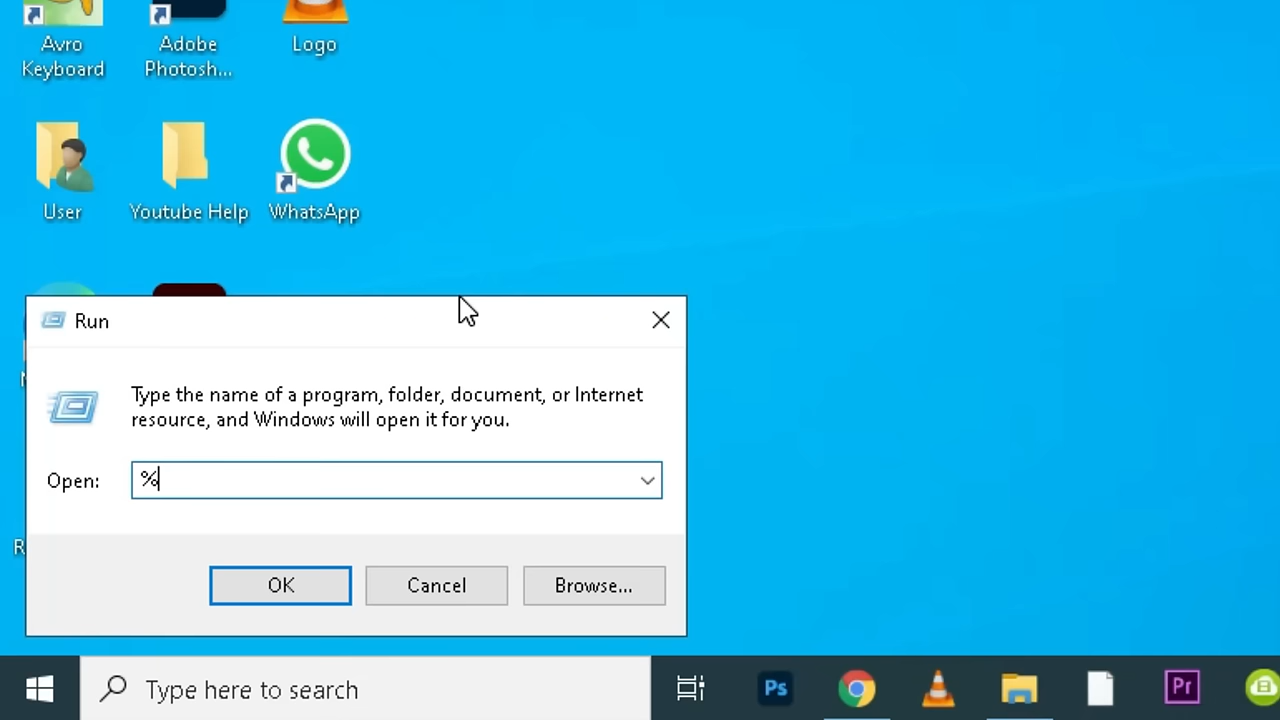 Avro
Keyboard
Adobe
Photosh...
Logo
User
Youtube Help
WhatsApp
Run
Type the name of a program, folder, document, or Internet
resource, and Windows will open it for you.
Open:
%
OK
Cancel
Browse...
Type here to search
Ps
Pr